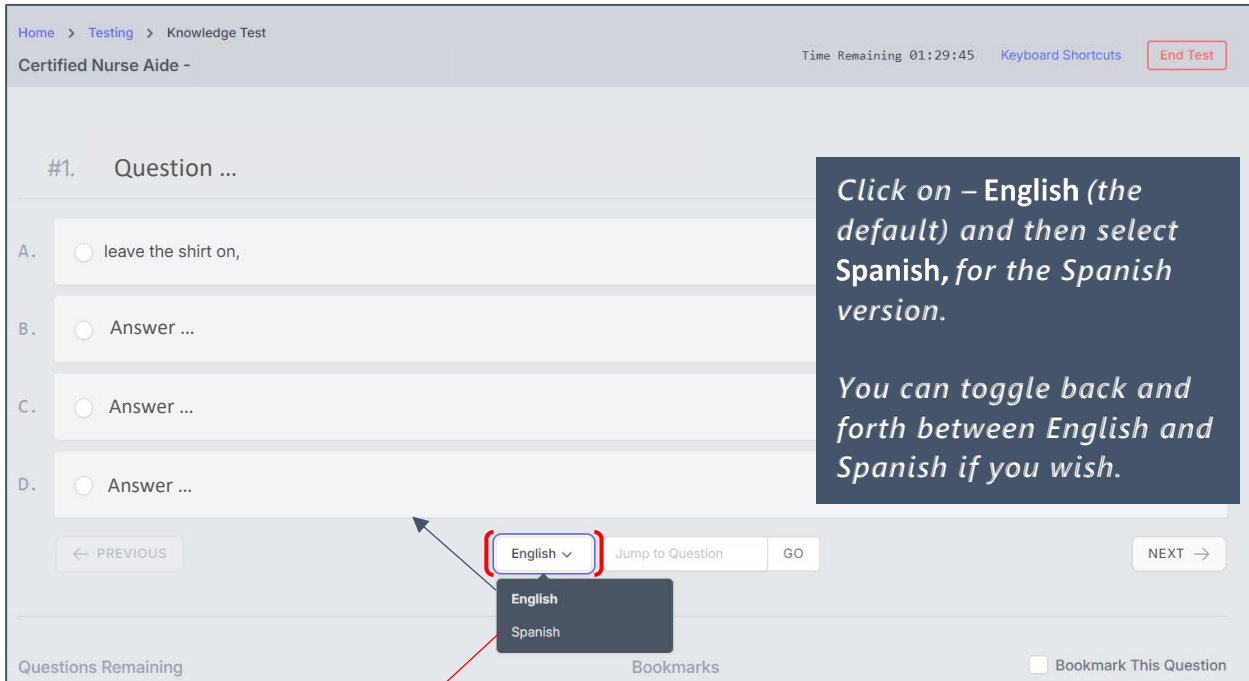 Home > Testing > Knowledge Test
Certified Nurse Aide -
Time Remaining 01:29:45 Keyboard Shortcuts End Test
#1. Question ...
A. leave the shirt on,
B. Answer ...
C. Answer ...
D. Answer ...
Click on – English (the
default) and then select
Spanish, for the Spanish
version.
You can toggle back and
forth between English and
Spanish if you wish.
← PREVIOUS English Jump to Question GO NEXT →
English
Spanish
Questions Remaining Bookmarks Bookmark This Question